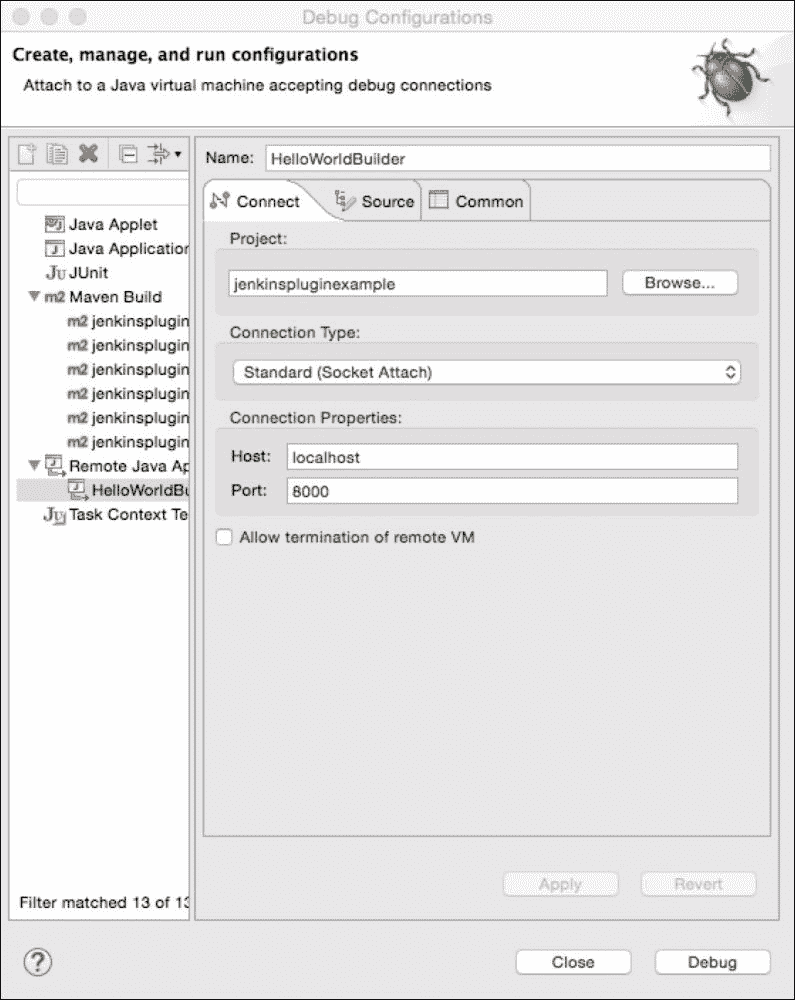 Debug Configurations
Create, manage, and run configurations
Attach to a Java virtual machine accepting debug connections
Java Applet
Java Application
JUnit
Maven Build
m2 jenkinsplugin
m2 jenkinsplugin
m2 jenkinsplugin
m2 jenkinsplugin
m2 jenkinsplugin
m2 jenkinsplugin
Remote Java Ap
HelloWorldBu
Task Context Te
Filter matched 13 of 13
Name: HelloWorldBuilder
Connect Source Common
Project:
jenkinspluginexample Browse...
Connection Type:
Standard (Socket Attach)
Connection Properties:
Host: localhost
Port: 8000
Allow termination of remote VM
Apply Revert
? Close Debug